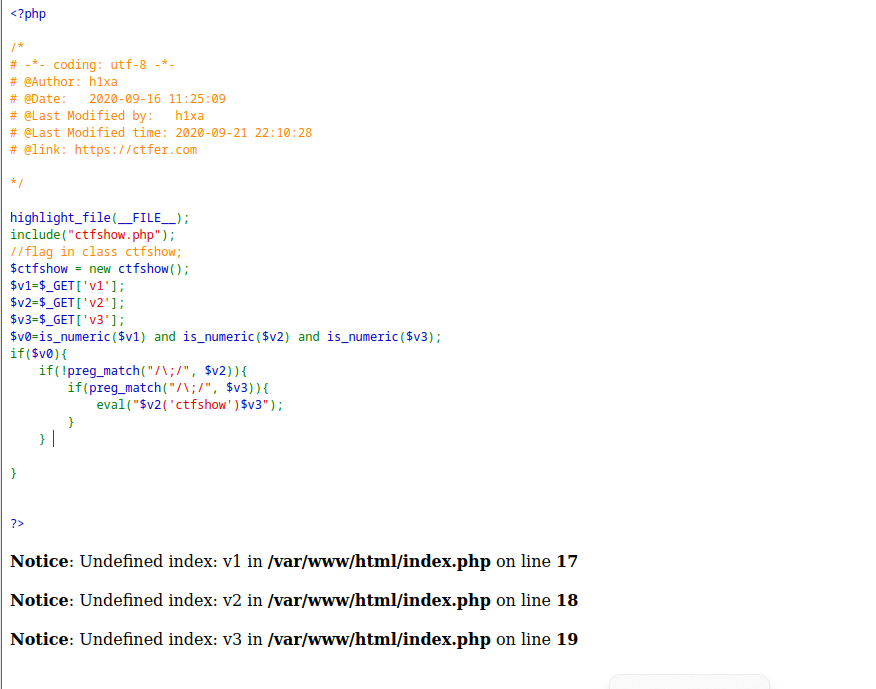 <?php
/*
# -*- coding: utf-8 -*-
# @Author: h1xa
# @Date:   2020-09-16 11:25:09
# @Last Modified by:   h1xa
# @Last Modified time: 2020-09-21 22:10:28
# @link: https://ctfer.com
*/
highlight_file(__FILE__);
include("ctfshow.php");
//flag in class ctfshow;
$ctfshow = new ctfshow();
$v1=$_GET['v1'];
$v2=$_GET['v2'];
$v3=$_GET['v3'];
$v0=is_numeric($v1) and is_numeric($v2) and is_numeric($v3);
if($v0){
    if(!preg_match("/\;/", $v2)){
        if(preg_match("/\;/", $v3)){
            eval("$v2('ctfshow')$v3");
        }
    }
}
?>
Notice: Undefined index: v1 in /var/www/html/index.php on line 17
Notice: Undefined index: v2 in /var/www/html/index.php on line 18
Notice: Undefined index: v3 in /var/www/html/index.php on line 19